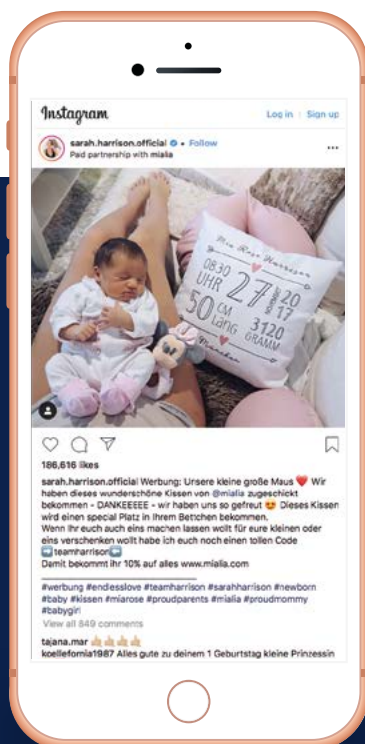 Instagram
Log in | Sign up
sarah.harrison.official • Follow
Paid partnership with mialia
Mia Rose Harrison
0830
UHR
27
20
17
50
CM
Lang
3120
GRAMM
München
186,616 likes
sarah.harrison.official Werbung: Unsere kleine große Maus ❤️ Wir
haben dieses wunderschöne Kissen von @mialia zugeschickt
bekommen - DANKEEEEE - wir haben uns so gefreut 😍 Dieses Kissen
wird einen special Platz in Ihrem Bettchen bekommen.
Wenn Ihr euch auch eins machen lassen wollt für eure kleinen oder
eins verschenken wollt habe ich euch noch einen tollen Code
➡️teamharrison⬅️
Damit bekommt ihr 10% auf alles www.mialia.com
#werbung #endlesslove #teamharrison #sarahharrison #newborn
#baby #kissen #miarose #proudparents #mialia #proudmommy
#babygirl
View all 849 comments
tajana.mar 🤙🏼🤙🏼🤙🏼🤙🏼
koellefornia1987 Alles gute zu deinem 1 Geburtstag kleine Prinzessin